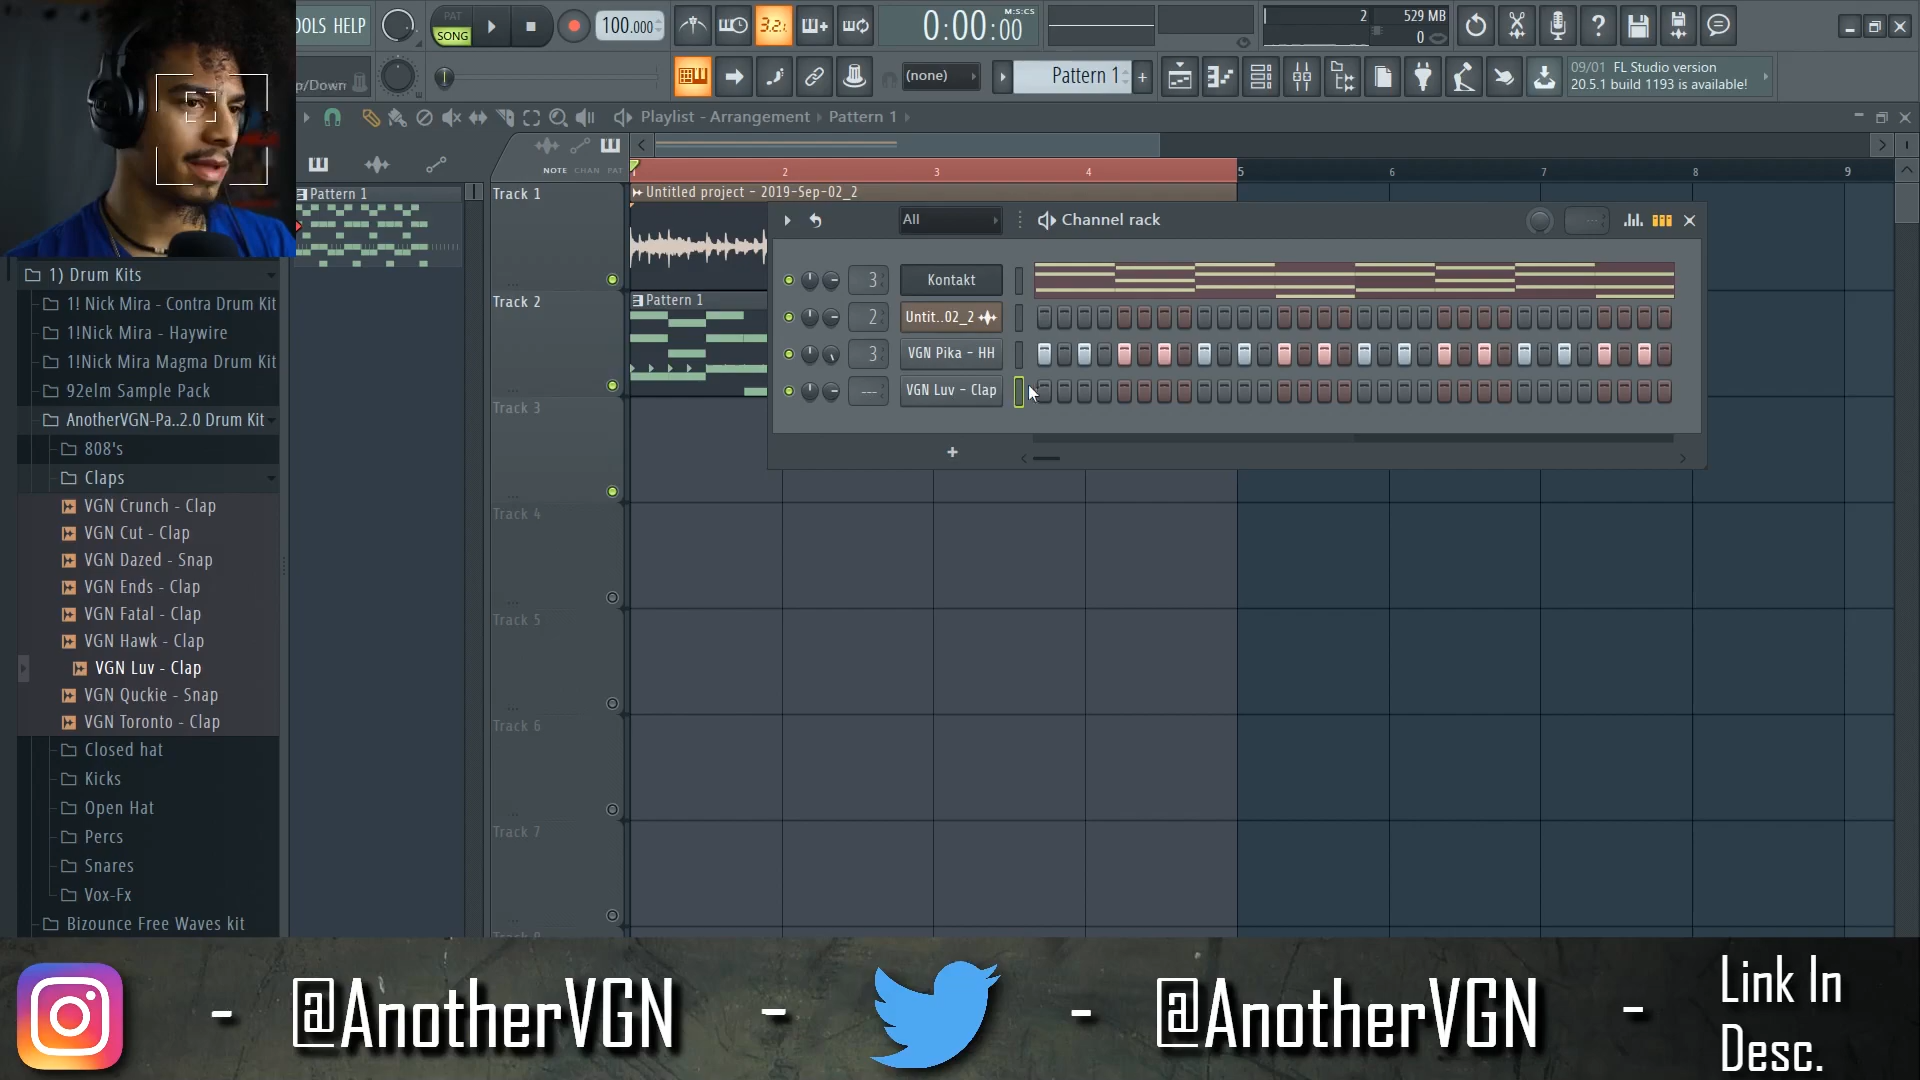 OOLS HELP
PAT
SONG
100.000
3.2.
0:00:00
M:S:CS
2
529 MB
0
p/Down
(none)
Pattern 1
+
09/01 FL Studio version
20.5.1 build 1193 is available!
Playlist - Arrangement
Pattern 1
NOTE CHAN PAT
2
3
4
5
6
7
8
9
Pattern 1
Track 1
Untitled project - 2019-Sep-02_2
Track 2
Pattern 1
Track 3
Track 4
Track 5
Track 6
Track 7
All
Channel rack
3
Kontakt
2
Untit..02_2
3
VGN Pika - HH
---
VGN Luv - Clap
+
1) Drum Kits
1! Nick Mira - Contra Drum Kit
1!Nick Mira - Haywire
1!Nick Mira Magma Drum Kit
92elm Sample Pack
AnotherVGN-Pa..2.0 Drum Kit
808's
Claps
VGN Crunch - Clap
VGN Cut - Clap
VGN Dazed - Snap
VGN Ends - Clap
VGN Fatal - Clap
VGN Hawk - Clap
VGN Luv - Clap
VGN Quckie - Snap
VGN Toronto - Clap
Closed hat
Kicks
Open Hat
Percs
Snares
Vox-Fx
Bizounce Free Waves kit
- @AnotherVGN - - @AnotherVGN - Link In
Desc.